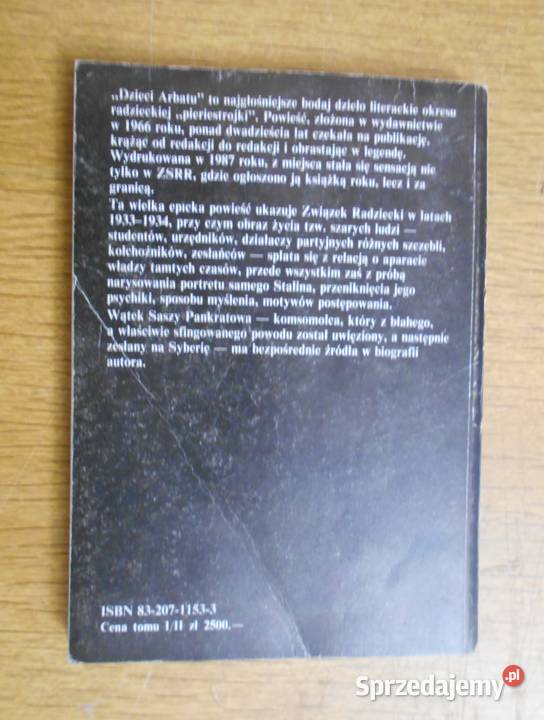 „Dzieci Arbatu" to najgłośniejsze bodaj dzieło literackie okresu
radzieckiej „pieriestrojki". Powieść, złożona w wydawnictwie
w 1966 roku, ponad dwadzieścia lat czekała na publikację,
krążąc od redakcji do redakcji i obrastając w legendę.
Wydrukowana w 1987 roku, z miejsca stała się sensacją nie
tylko w ZSRR, gdzie ogłoszono ją książką roku, lecz i za
granicą.
Ta wielka epicka powieść ukazuje Związek Radziecki w latach
1933–1934, przy czym obraz życia tzw. szarych ludzi —
studentów, urzędników, działaczy partyjnych różnych szczebli,
kołchoźników, zesłańców — splata się z relacją o aparacie
władzy tamtych czasów, przede wszystkim zaś z próbą
narysowania portretu samego Stalina, przeniknięcia jego
psychiki, sposobu myślenia, motywów postępowania.
Wątek Saszy Pankratowa — komsomolca, który z błahego,
a właściwie sfingowanego powodu został uwięziony, a następnie
zesłany na Syberię — ma bezpośrednie źródła w biografii
autora.
ISBN 83-207-1153-3
Cena tomu I/II zł 2500,—
Sprzedajemy.pl